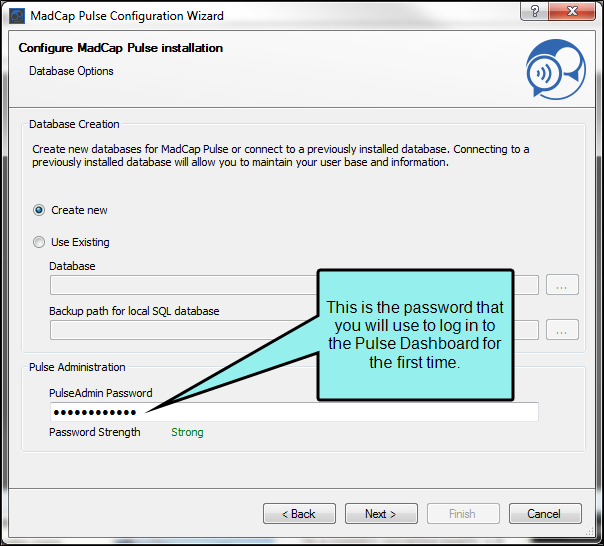 MadCap Pulse Configuration Wizard
?
Configure MadCap Pulse installation
Database Options
Database Creation
Create new databases for MadCap Pulse or connect to a previously installed database. Connecting to a
previously installed database will allow you to maintain your user base and information.
Create new
Use Existing
Database
...
Backup path for local SQL database
...
This is the password that
you will use to log in to
the Pulse Dashboard for
the first time.
Pulse Administration
PulseAdmin Password
••••••••••••
Password Strength Strong
< Back Next > Finish Cancel